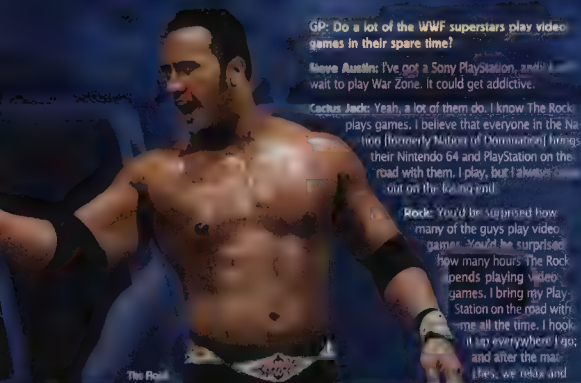 GP: Do a lot of the WWF superstars play video
games in their spare time?
Steve Austin: I've got a Sony PlayStation, and I
wait to play War Zone. It could get addictive.
Cactus Jack: Yeah, a lot of them do. I know The Rock
plays games. I believe that everyone in the Na-
tion [formerly Nation of Domination] brings
their Nintendo 64 and PlayStation on the
road with them. I play, but I always
out on the losing end.
Rock: You'd be surprised how
many of the guys play video
games. You'd be surprised
how many hours The Rock
spends playing video
games. I bring my Play
Station on the road with
me all the time. I hook
it up everywhere I go;
and after the mat-
ches, we relax and
The Rock